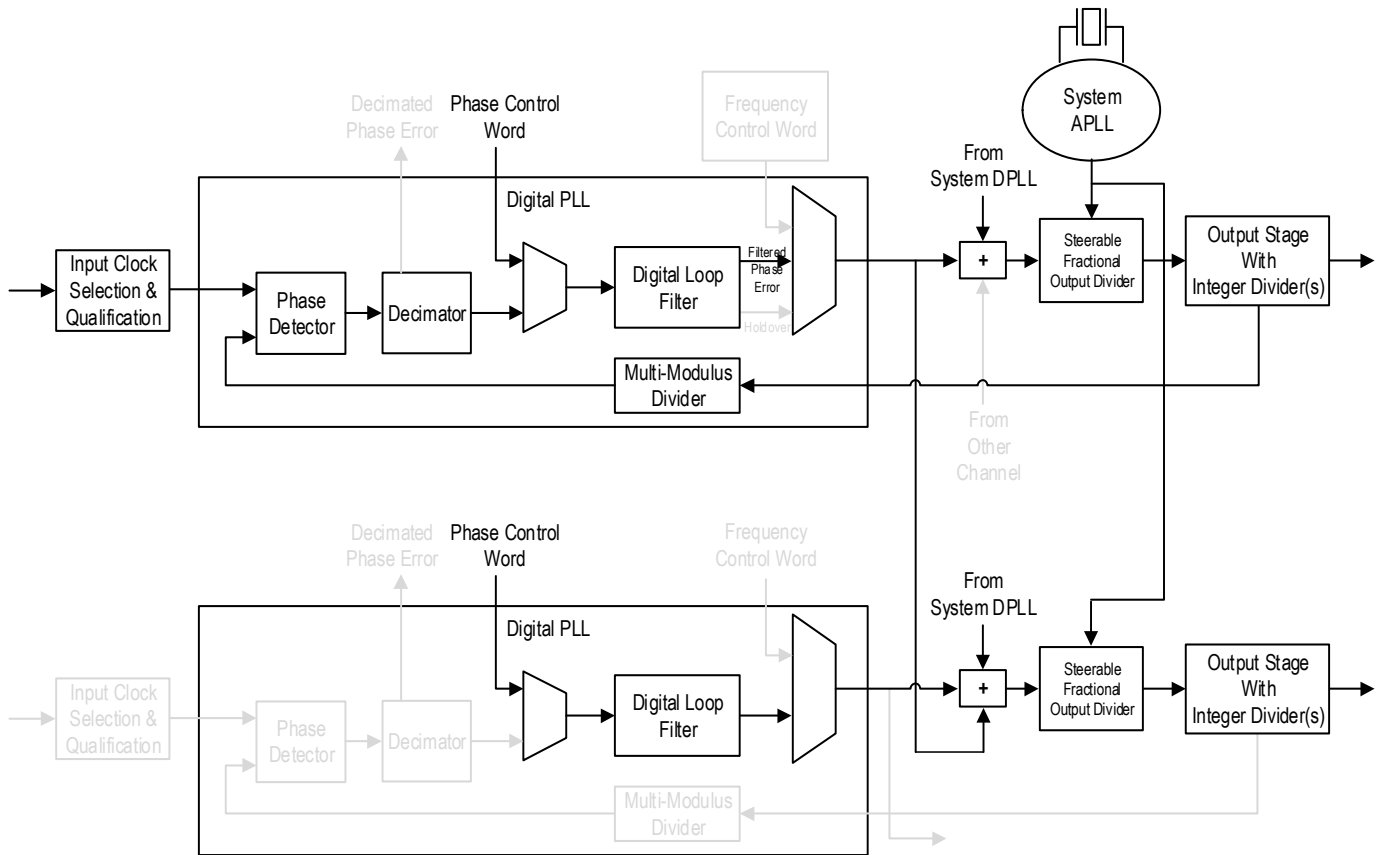 System
APLL
Decimated
Phase Error
Phase Control
Word
Frequency
Control Word
From
System DPLL
Digital PLL
Input Clock
Selection &
Qualification
Phase
Detector
Decimator
Digital Loop
Filter
Filtered
Phase
Error
Holdover
+
Steerable
Fractional
Output Divider
Output Stage
With
Integer Divider(s)
Multi-Modulus
Divider
From
Other
Channel
Decimated
Phase Error
Phase Control
Word
Frequency
Control Word
From
System DPLL
Digital PLL
Input Clock
Selection &
Qualification
Phase
Detector
Decimator
Digital Loop
Filter
+
Steerable
Fractional
Output Divider
Output Stage
With
Integer Divider(s)
Multi-Modulus
Divider